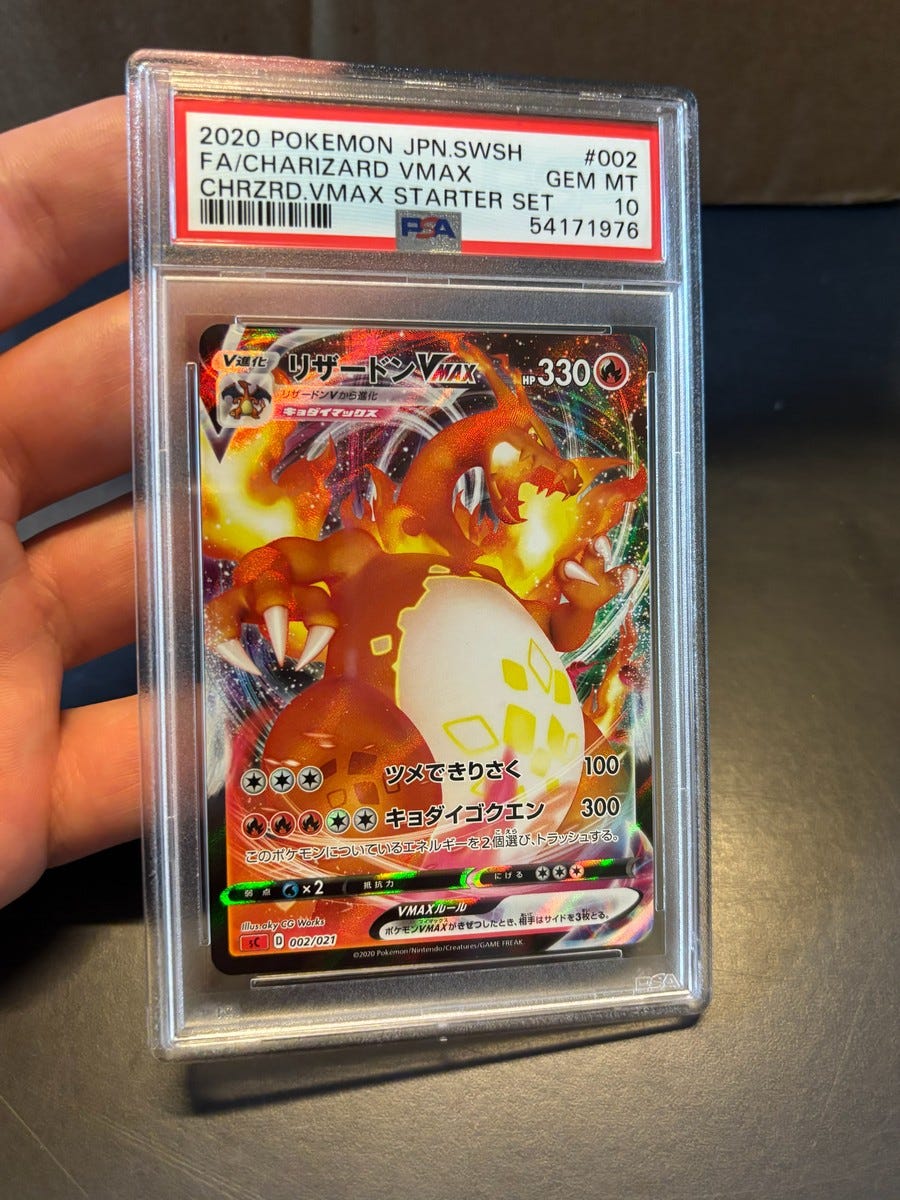 2020 POKEMON JPN.SWSH #002
FA/CHARIZARD VMAX GEM MT
CHRZRD.VMAX STARTER SET 10
PSA 54171976
V進化 リザードンVMAX HP330
リザードンVから進化
キョダイマックス
ツメできりさく 100
キョダイゴクエン 300
このポケモンについているエネルギーを2個選び、トラッシュする。
弱点 ×2 抵抗力 にげる
VMAXルール
ポケモンVMAXがきぜつしたとき、相手はサイドを3枚とる。
Illus.aky CG Works
sC D 002/021
©2020 Pokémon/Nintendo/Creatures/GAME FREAK.
PSA